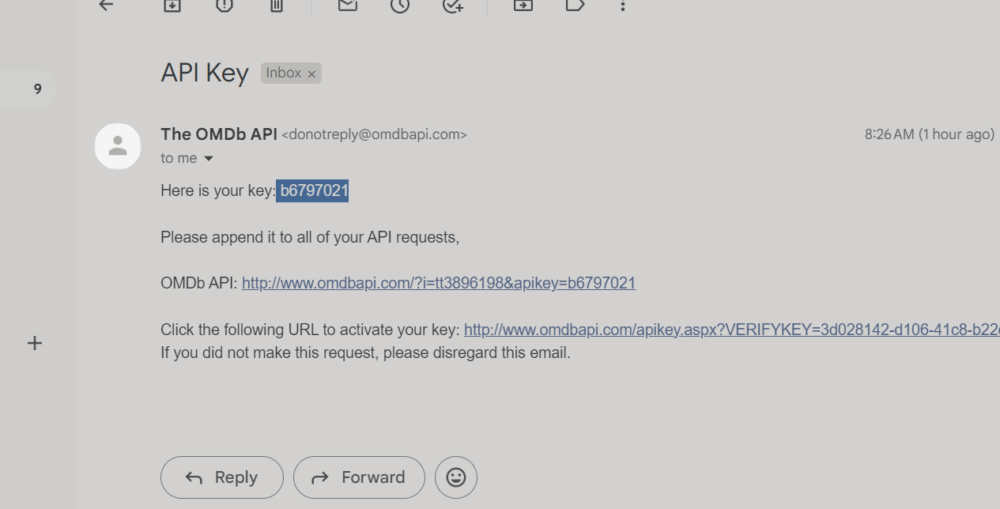 API Key Inbox ×
9
The OMDb API <donotreply@omdbapi.com> 8:26 AM (1 hour ago)
to me
Here is your key: b6797021
Please append it to all of your API requests,
OMDb API: http://www.omdbapi.com/?i=tt3896198&apikey=b6797021
Click the following URL to activate your key: http://www.omdbapi.com/apikey.aspx?VERIFYKEY=3d028142-d106-41c8-b22
If you did not make this request, please disregard this email.
Reply Forward